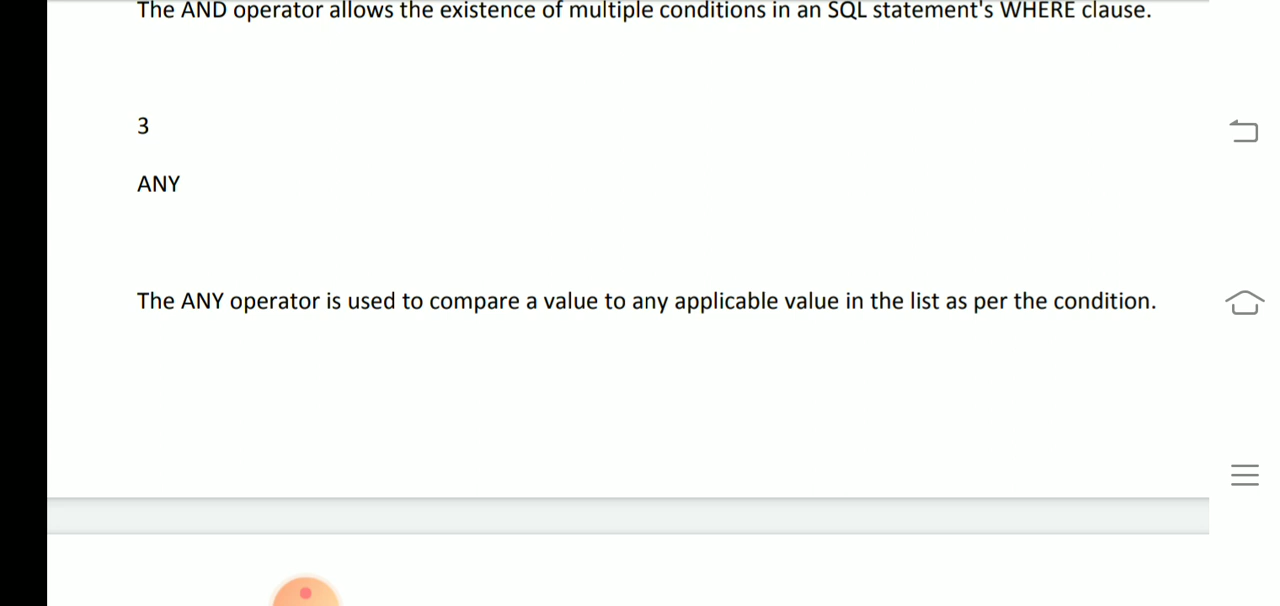 The AND operator allows the existence of multiple conditions in an SQL statement's WHERE clause.
3
ANY
The ANY operator is used to compare a value to any applicable value in the list as per the condition.